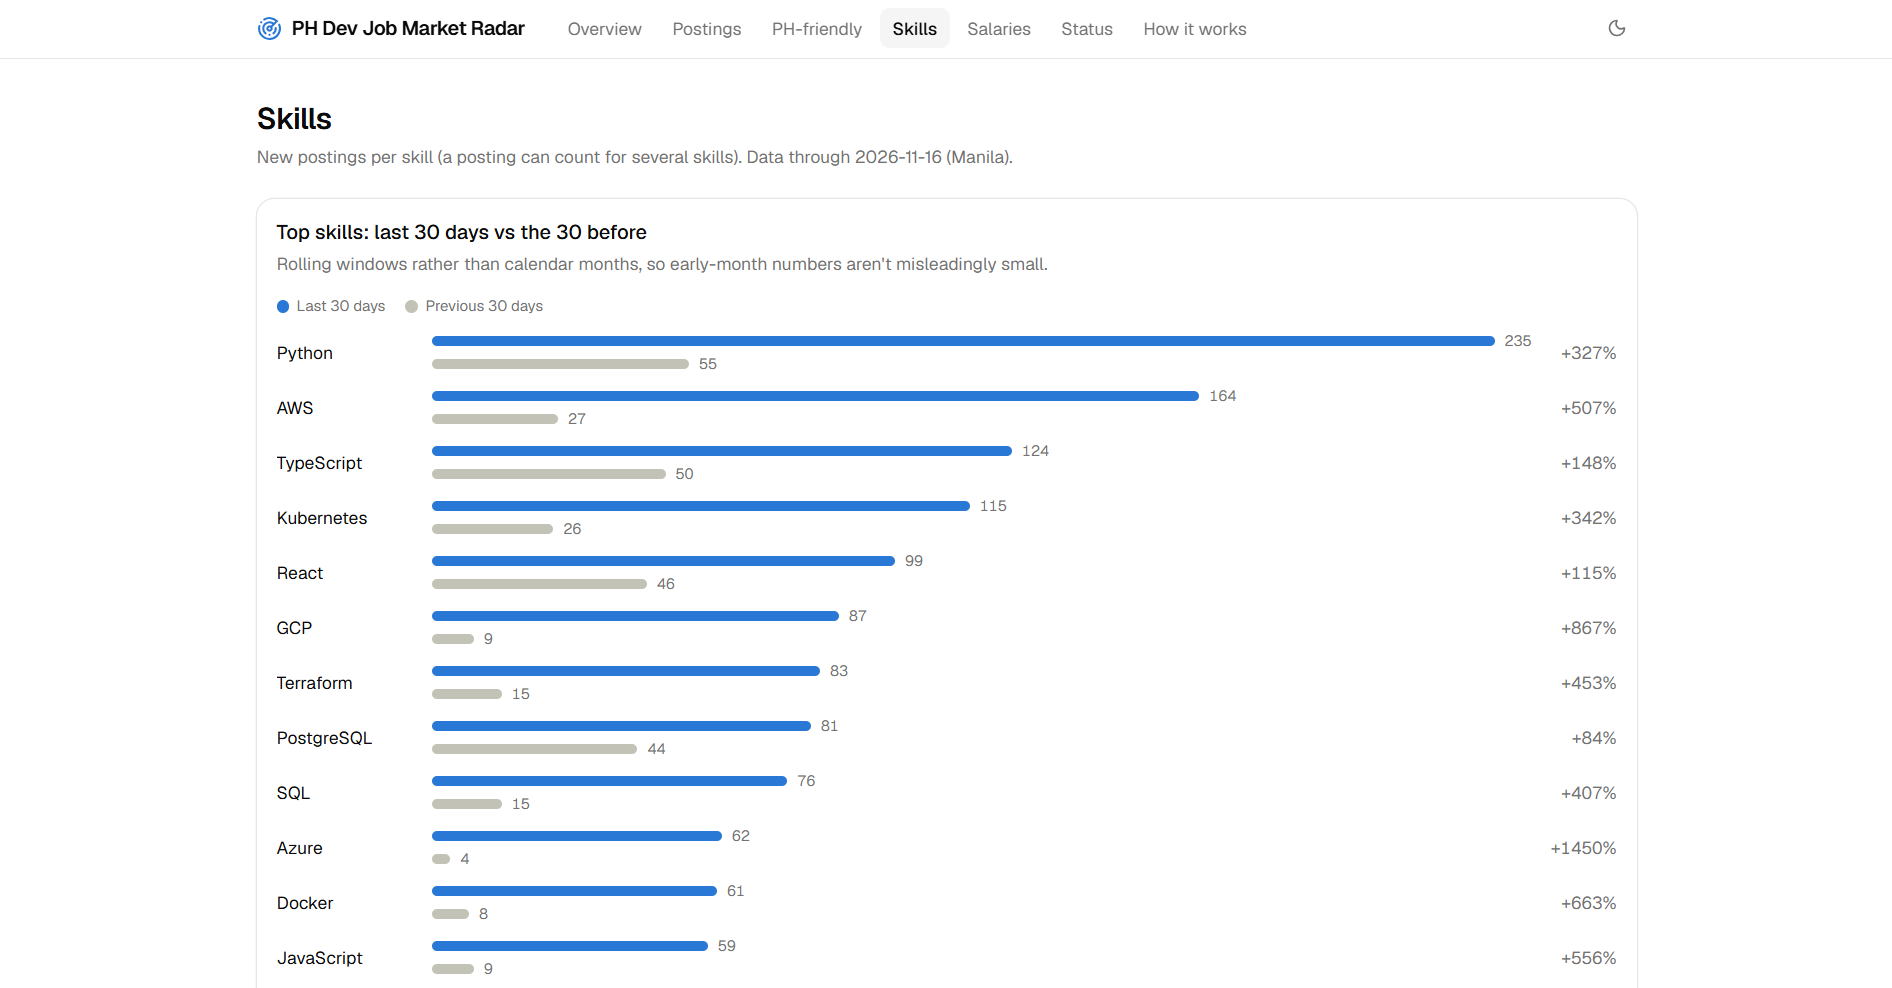 PH Dev Job Market Radar
Overview
Postings
PH-friendly
Skills
Salaries
Status
How it works
Skills
New postings per skill (a posting can count for several skills). Data through 2026-11-16 (Manila).
Top skills: last 30 days vs the 30 before
Rolling windows rather than calendar months, so early-month numbers aren't misleadingly small.
Last 30 days
Previous 30 days
Python
235
55
+327%
AWS
164
27
+507%
TypeScript
124
50
+148%
Kubernetes
115
26
+342%
React
99
46
+115%
GCP
87
9
+867%
Terraform
83
15
+453%
PostgreSQL
81
44
+84%
SQL
76
15
+407%
Azure
62
4
+1450%
Docker
61
8
+663%
JavaScript
59
9
+556%